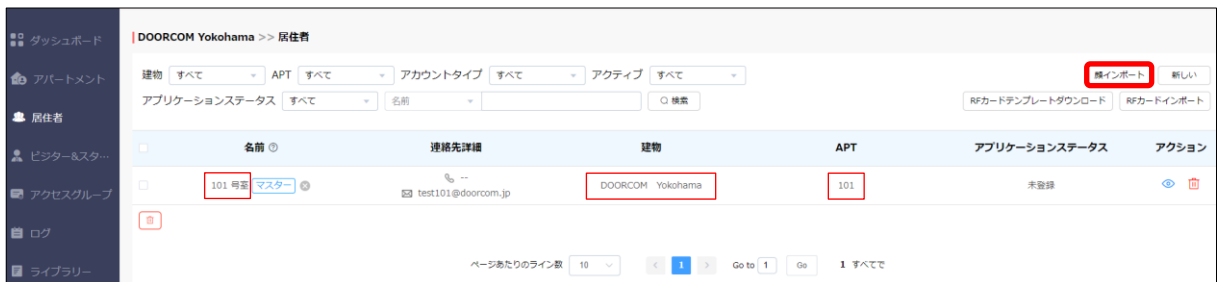 ダッシュボード
アパートメント
居住者
ビジター&スタ…
アクセスグループ
ログ
ライブラリー
DOORCOM Yokohama >> 居住者
建物 すべて APT すべて アカウントタイプ すべて アクティブ すべて 顔インポート 新しい
アプリケーションステータス すべて 名前 検索 RFカードテンプレートダウンロード RFカードインポート
名前 連絡先詳細 建物 APT アプリケーションステータス アクション
101 号室 マスター -- DOORCOM Yokohama 101 未登録
test101@doorcom.jp
ページあたりのライン数 10 < 1 > Go to 1 Go 1 すべてで